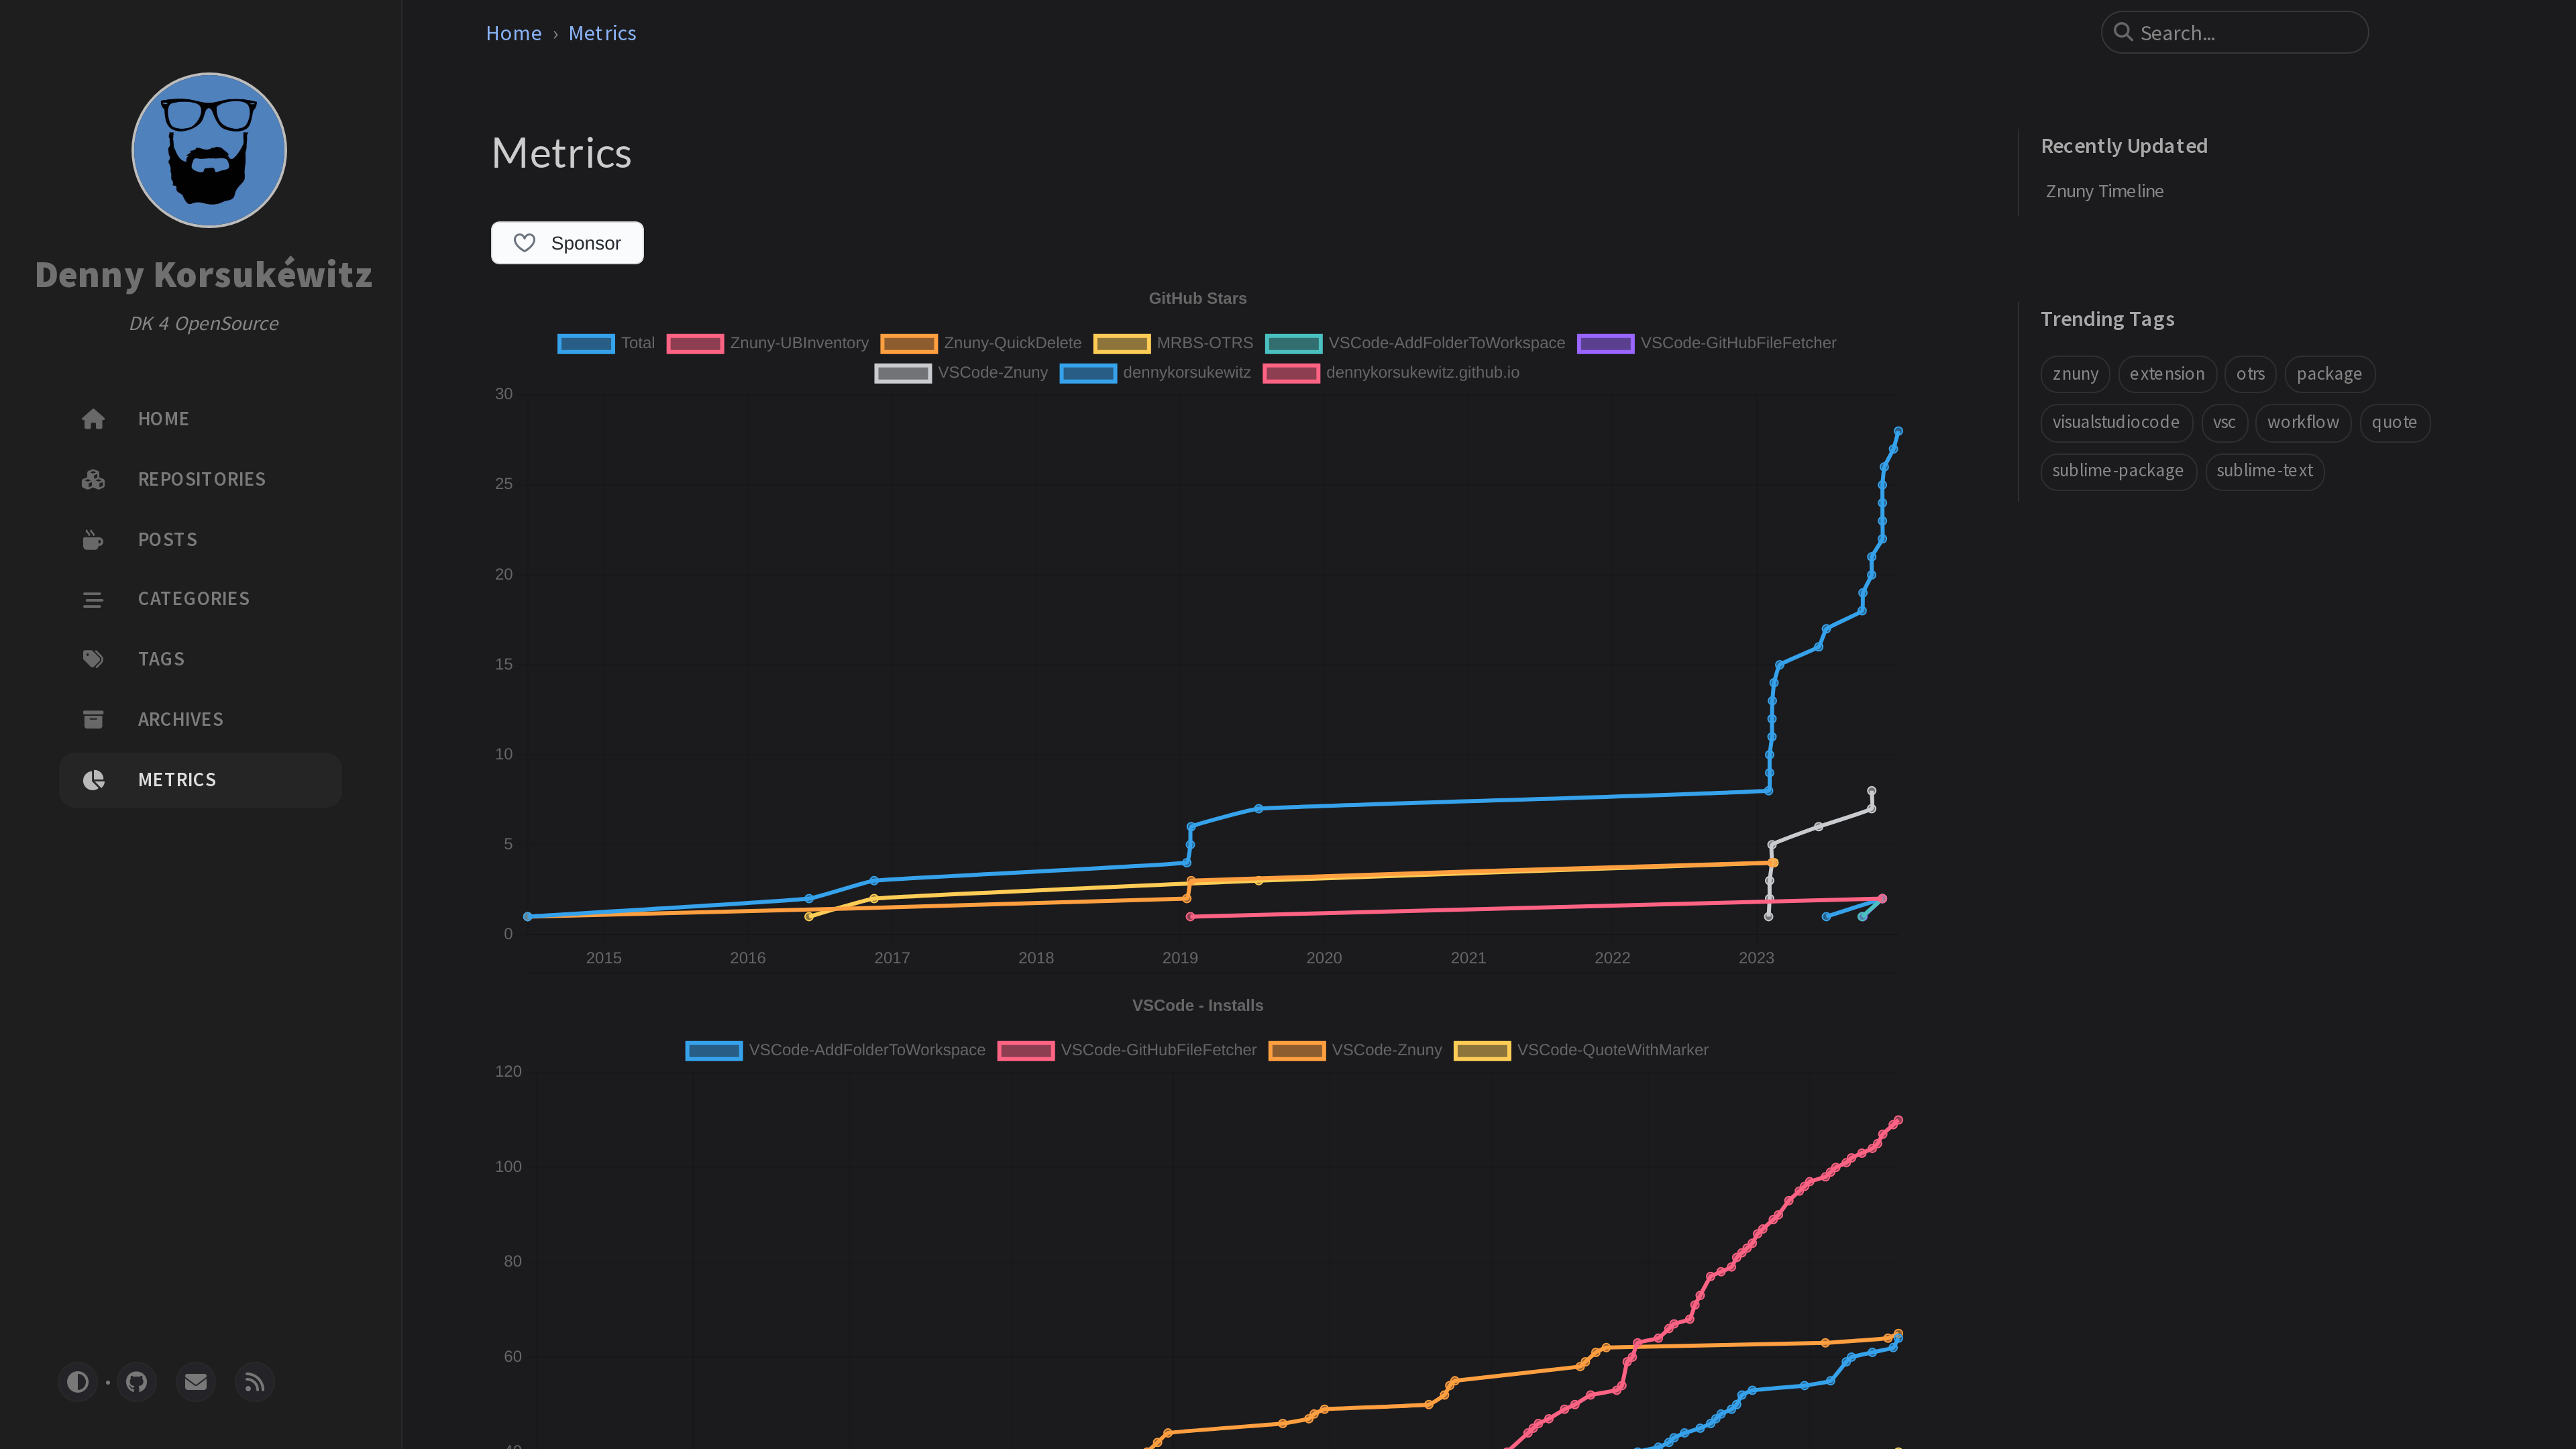 Denny Korsukéwitz
DK 4 OpenSource
HOME
REPOSITORIES
POSTS
CATEGORIES
TAGS
ARCHIVES
METRICS
Home › Metrics
Search...
Metrics
Sponsor
GitHub Stars
Total Znuny-UBInventory Znuny-QuickDelete MRBS-OTRS VSCode-AddFolderToWorkspace VSCode-GitHubFileFetcher
VSCode-Znuny dennykorsukewitz dennykorsukewitz.github.io
30
25
20
15
10
5
0
2015 2016 2017 2018 2019 2020 2021 2022 2023
VSCode - Installs
VSCode-AddFolderToWorkspace VSCode-GitHubFileFetcher VSCode-Znuny VSCode-QuoteWithMarker
120
100
80
60
Recently Updated
Znuny Timeline
Trending Tags
znuny extension otrs package
visualstudiocode vsc workflow quote
sublime-package sublime-text